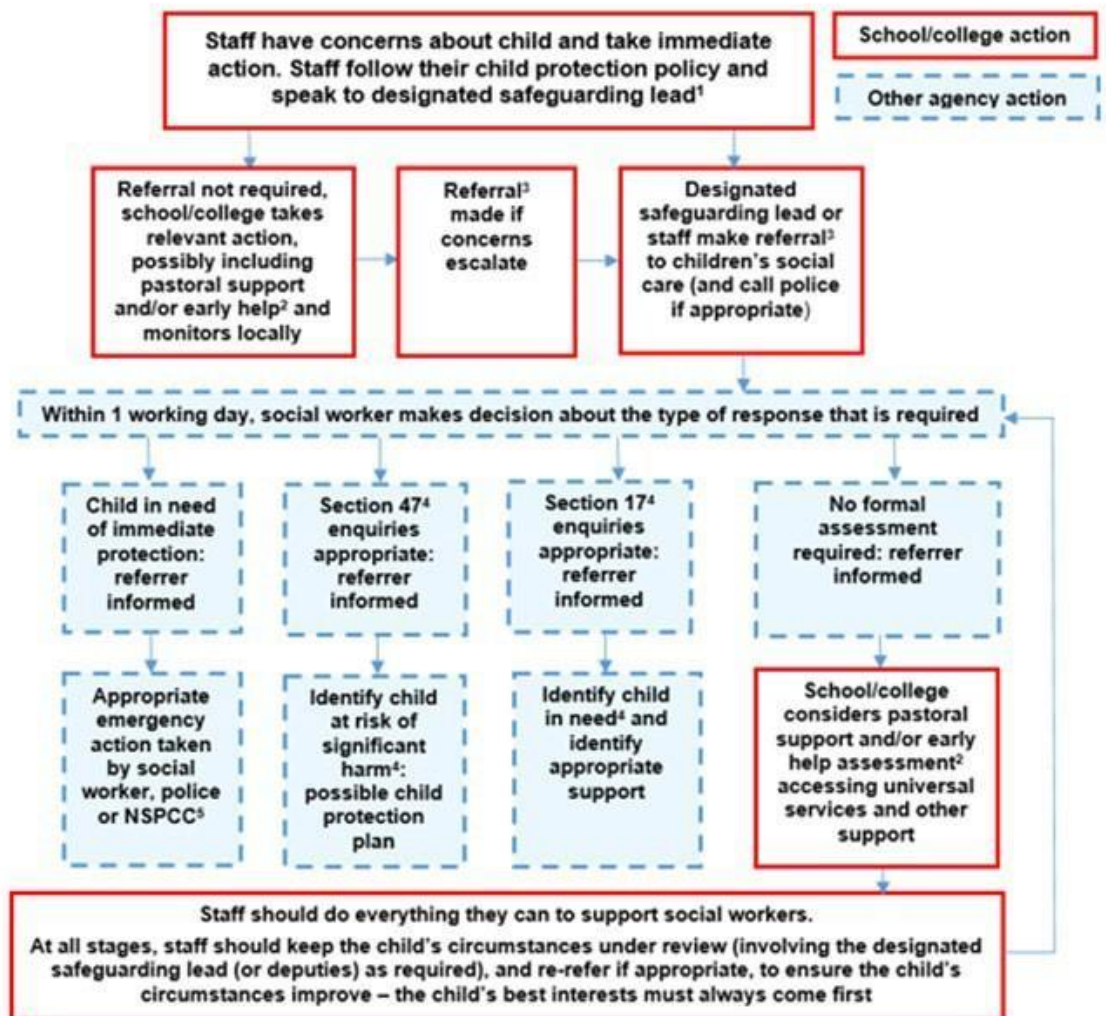 Staff have concerns about child and take immediate
action. Staff follow their child protection policy and
speak to designated safeguarding lead¹
School/college action
Other agency action
Referral not required,
school/college takes
relevant action,
possibly including
pastoral support
and/or early help² and
monitors locally
Referral³
made if
concerns
escalate
Designated
safeguarding lead or
staff make referral³
to children's social
care (and call police
if appropriate)
Within 1 working day, social worker makes decision about the type of response that is required
Child in need
of immediate
protection:
referrer
informed
Section 47⁴
enquiries
appropriate:
referrer
informed
Section 17⁴
enquiries
appropriate:
referrer
informed
No formal
assessment
required: referrer
informed
Appropriate
emergency
action taken
by social
worker, police
or NSPCC⁵
Identify child
at risk of
significant
harm⁴:
possible child
protection
plan
Identify child
in need⁴ and
identify
appropriate
support
School/college
considers pastoral
support and/or early
help assessment²
accessing universal
services and other
support
Staff should do everything they can to support social workers.
At all stages, staff should keep the child's circumstances under review (involving the designated
safeguarding lead (or deputies) as required), and re-refer if appropriate, to ensure the child's
circumstances improve – the child's best interests must always come first